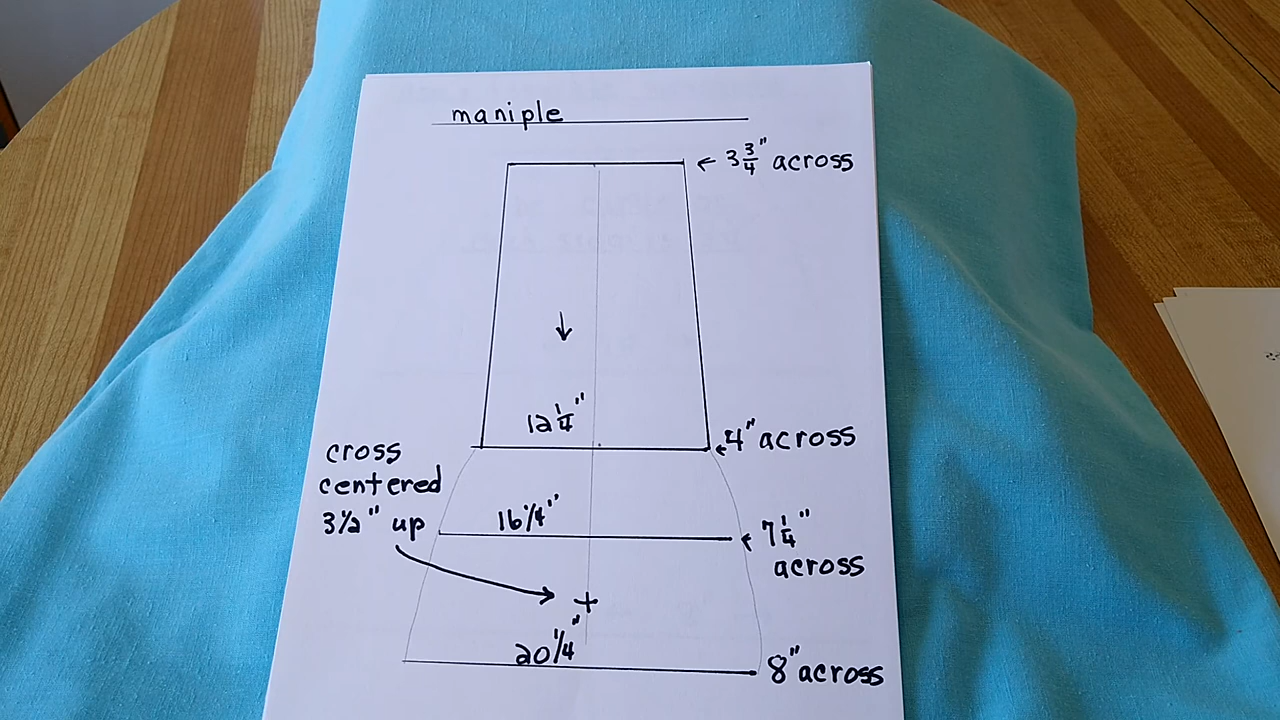 maniple
← 3 3/4" across
↓
12 1/4"
← 4" across
cross
centered
3 1/2" up
16 1/4"
← 7 1/4"
across
+
20 1/4"
8" across